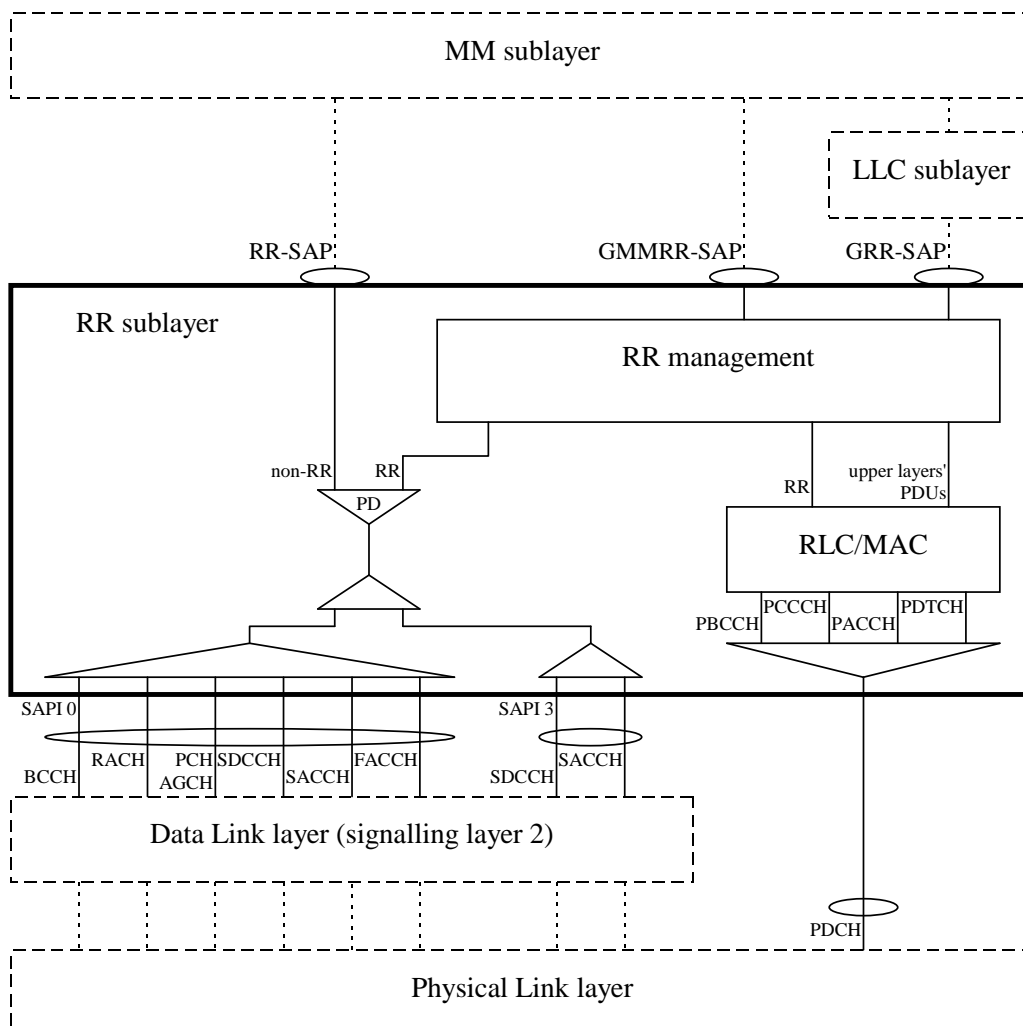 MM sublayer
LLC sublayer
RR-SAP
GMMRR-SAP
GRR-SAP
RR sublayer
RR management
non-RR
RR
PD
RR
upper layers'
PDUs
RLC/MAC
PBCCH
PCCCH
PACCH
PDTCH
SAPI 0
SAPI 3
BCCH
RACH
PCH
AGCH
SDCCH
SACCH
FACCH
SDCCH
SACCH
Data Link layer (signalling layer 2)
PDCH
Physical Link layer